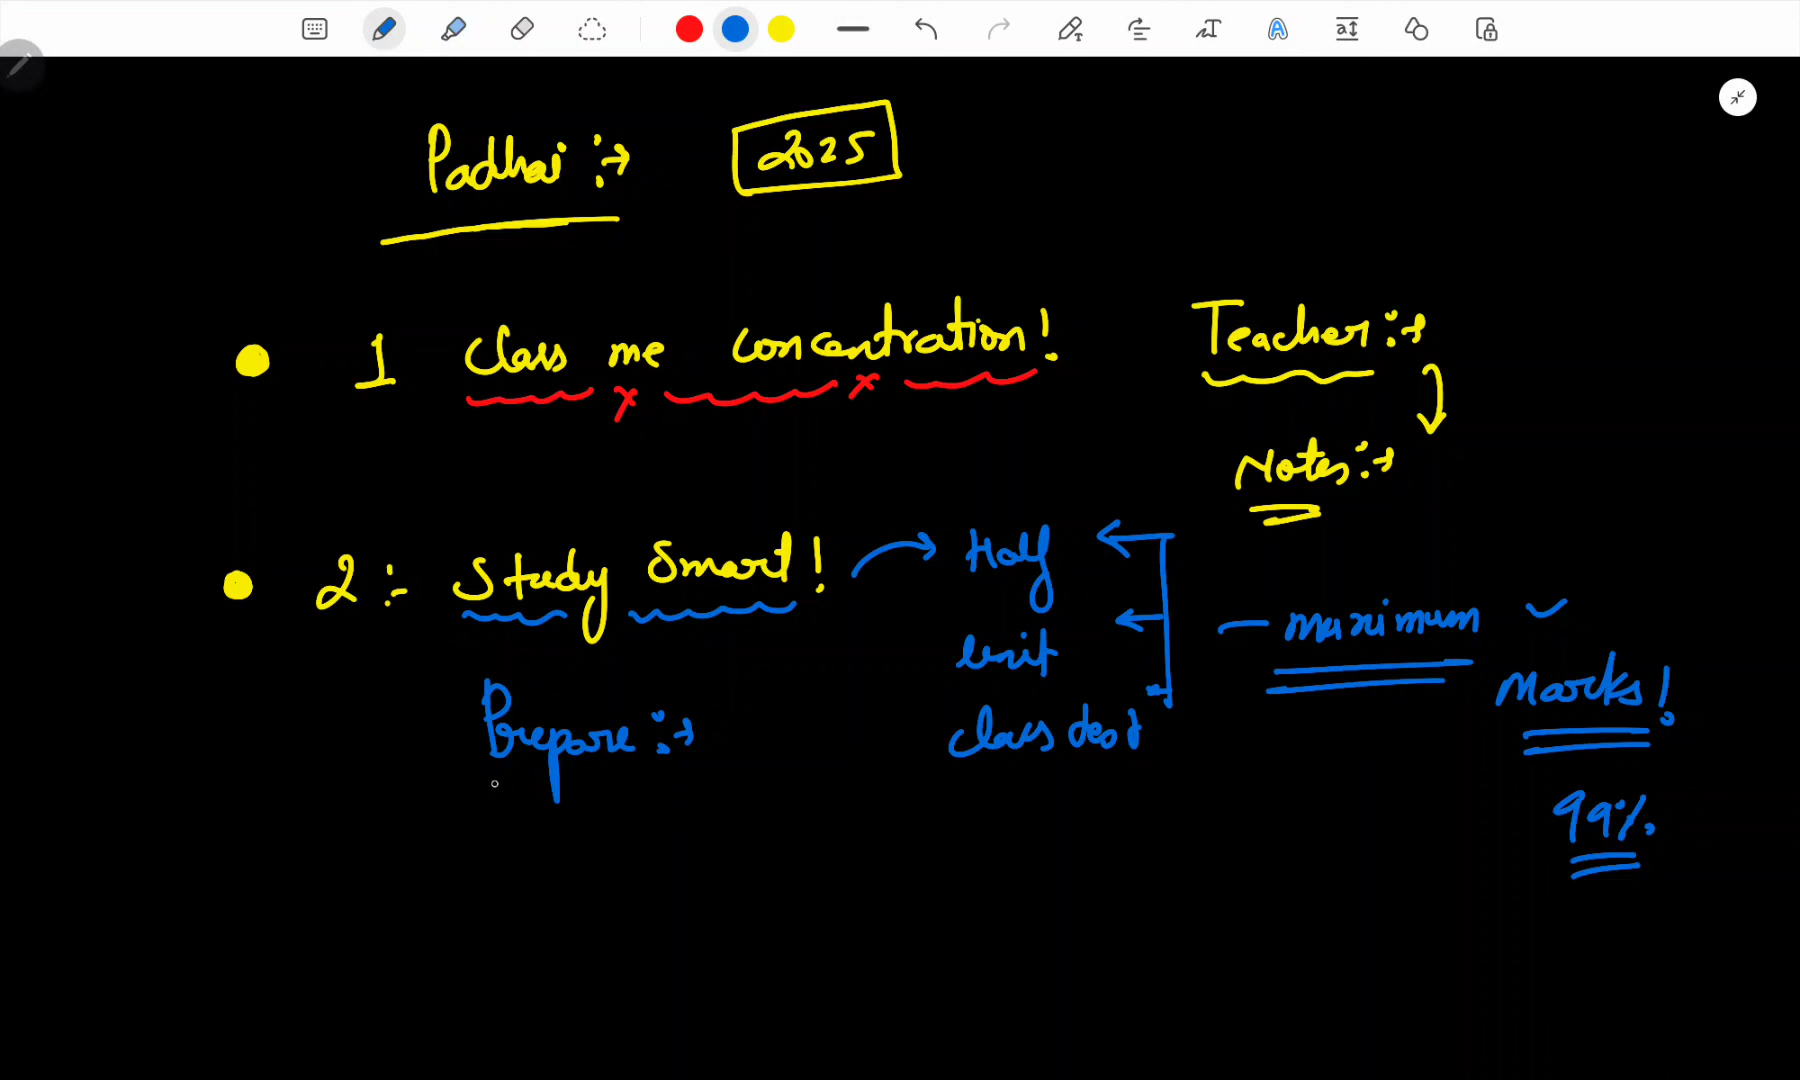 Padhai :→ 2025
1 Class me concentration! Teacher :→
Notes :→
2 :- Study Smart! → Half
unit
maximum ✓
Marks!
Prepare :→
class test
99%